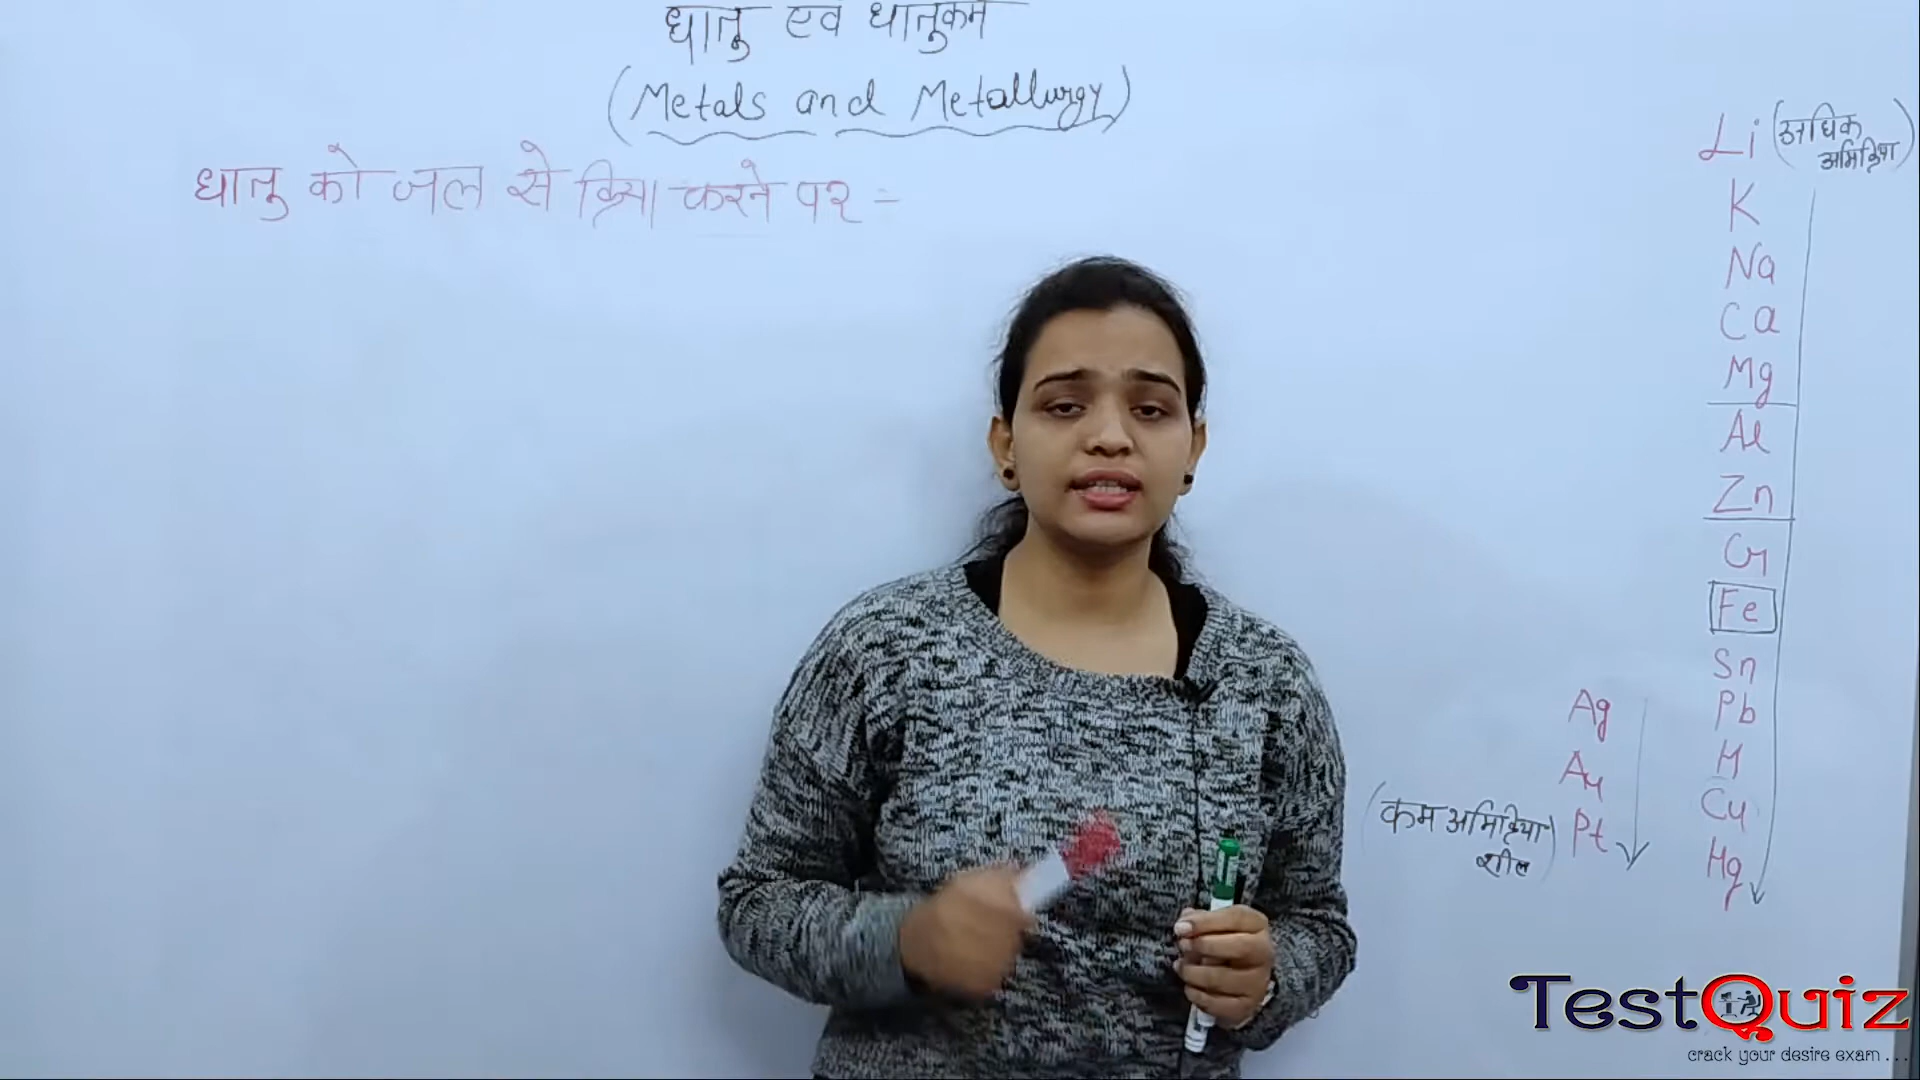 धातु एवं धातुकर्म
(Metals and Metallurgy)
धातु को जल से क्रिया करने पर =
Li (अधिक
अभिक्रिया)
K
Na
Ca
Mg
Al
Zn
Cr
Fe
Sn
Pb
H
Cu
Hg
Ag
Au
Pt
(कम अभिक्रिया
शील)
TestQuiz
crack your desire exam ...